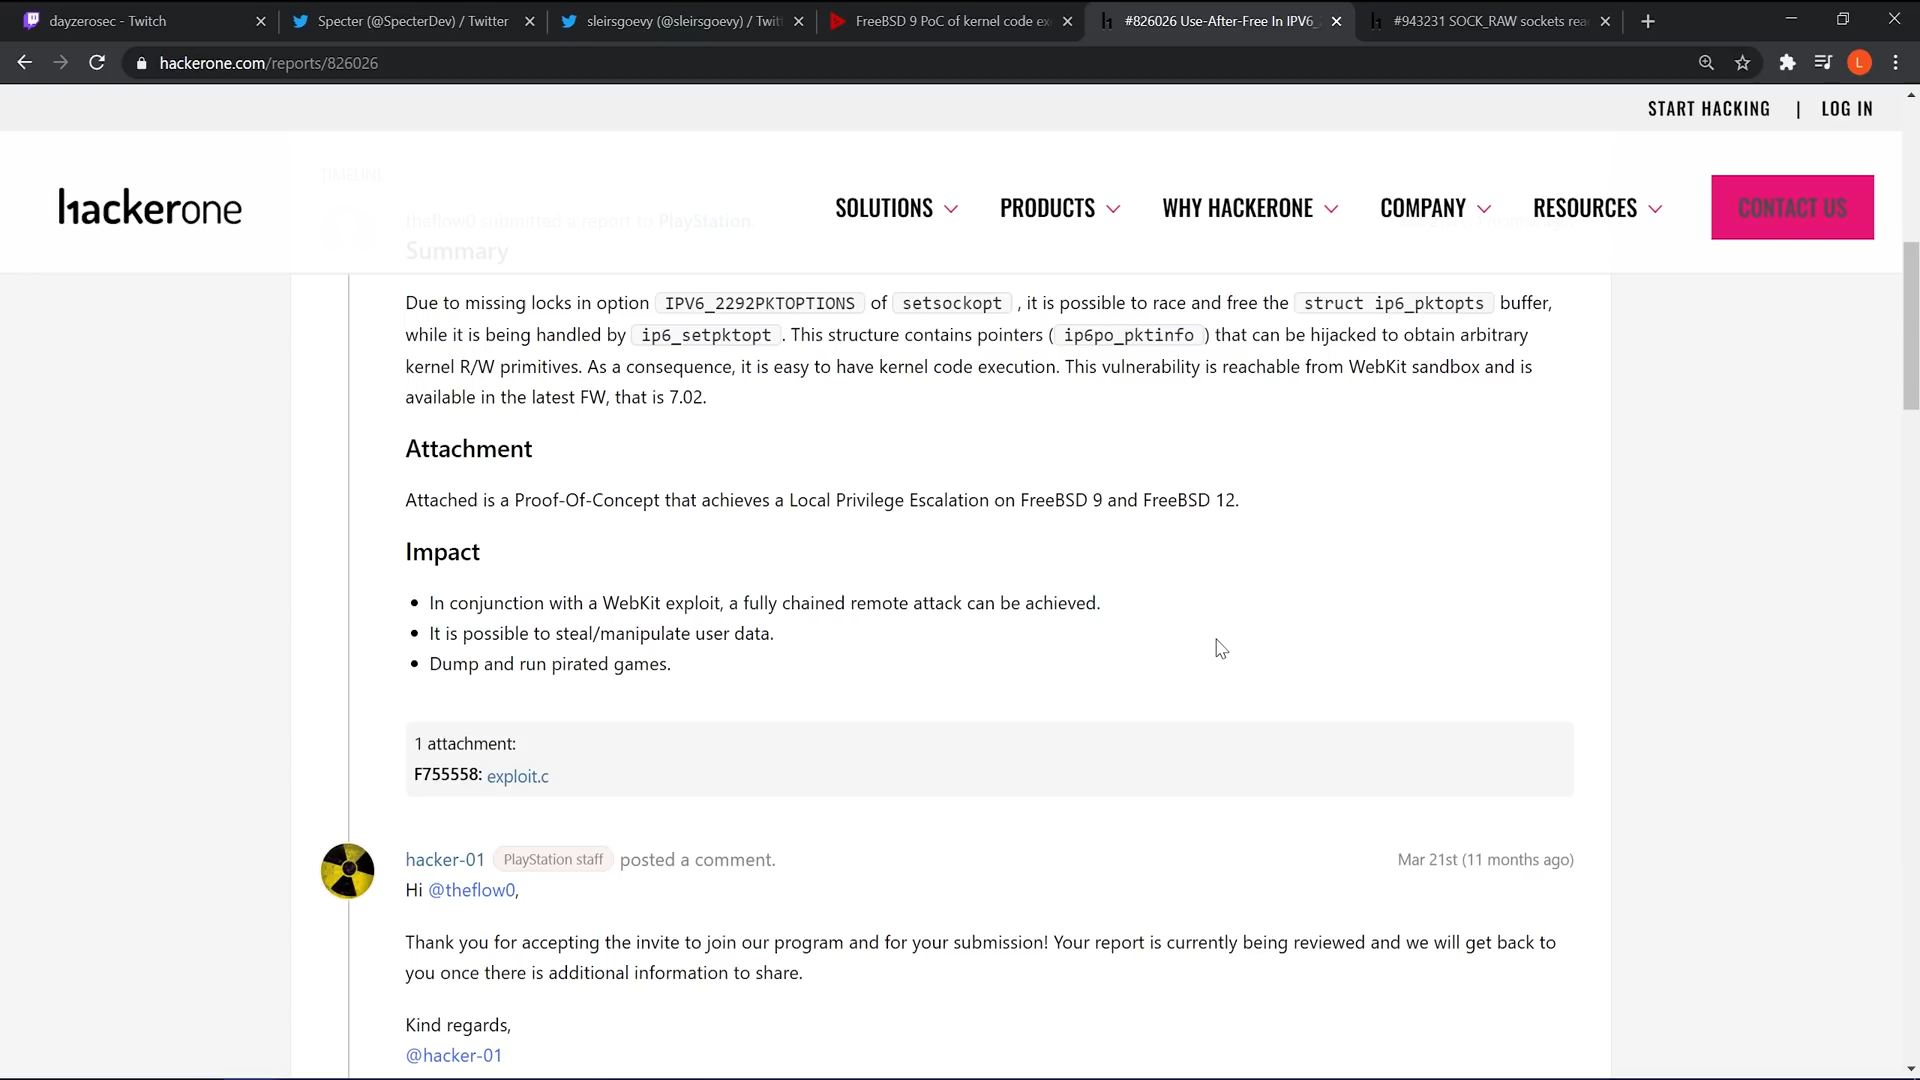 dayzerosec - Twitch
Specter (@SpecterDev) / Twitter
sleirsgoevy (@sleirsgoevy) / Twit
FreeBSD 9 PoC of kernel code ex
#826026 Use-After-Free In IPV6_
#943231 SOCK_RAW sockets rea
hackerone.com/reports/826026
L
START HACKING | LOG IN
TIMELINE
hackerone
SOLUTIONS PRODUCTS WHY HACKERONE COMPANY RESOURCES CONTACT US
theflow0 submitted a report to PlayStation
Summary
Due to missing locks in option IPV6_2292PKTOPTIONS of setsockopt , it is possible to race and free the struct ip6_pktopts buffer,
while it is being handled by ip6_setpktopt . This structure contains pointers ( ip6po_pktinfo ) that can be hijacked to obtain arbitrary
kernel R/W primitives. As a consequence, it is easy to have kernel code execution. This vulnerability is reachable from WebKit sandbox and is
available in the latest FW, that is 7.02.
Attachment
Attached is a Proof-Of-Concept that achieves a Local Privilege Escalation on FreeBSD 9 and FreeBSD 12.
Impact
• In conjunction with a WebKit exploit, a fully chained remote attack can be achieved.
• It is possible to steal/manipulate user data.
• Dump and run pirated games.
1 attachment:
F755558: exploit.c
hacker-01 PlayStation staff posted a comment. Mar 21st (11 months ago)
Hi @theflow0,
Thank you for accepting the invite to join our program and for your submission! Your report is currently being reviewed and we will get back to
you once there is additional information to share.
Kind regards,
@hacker-01